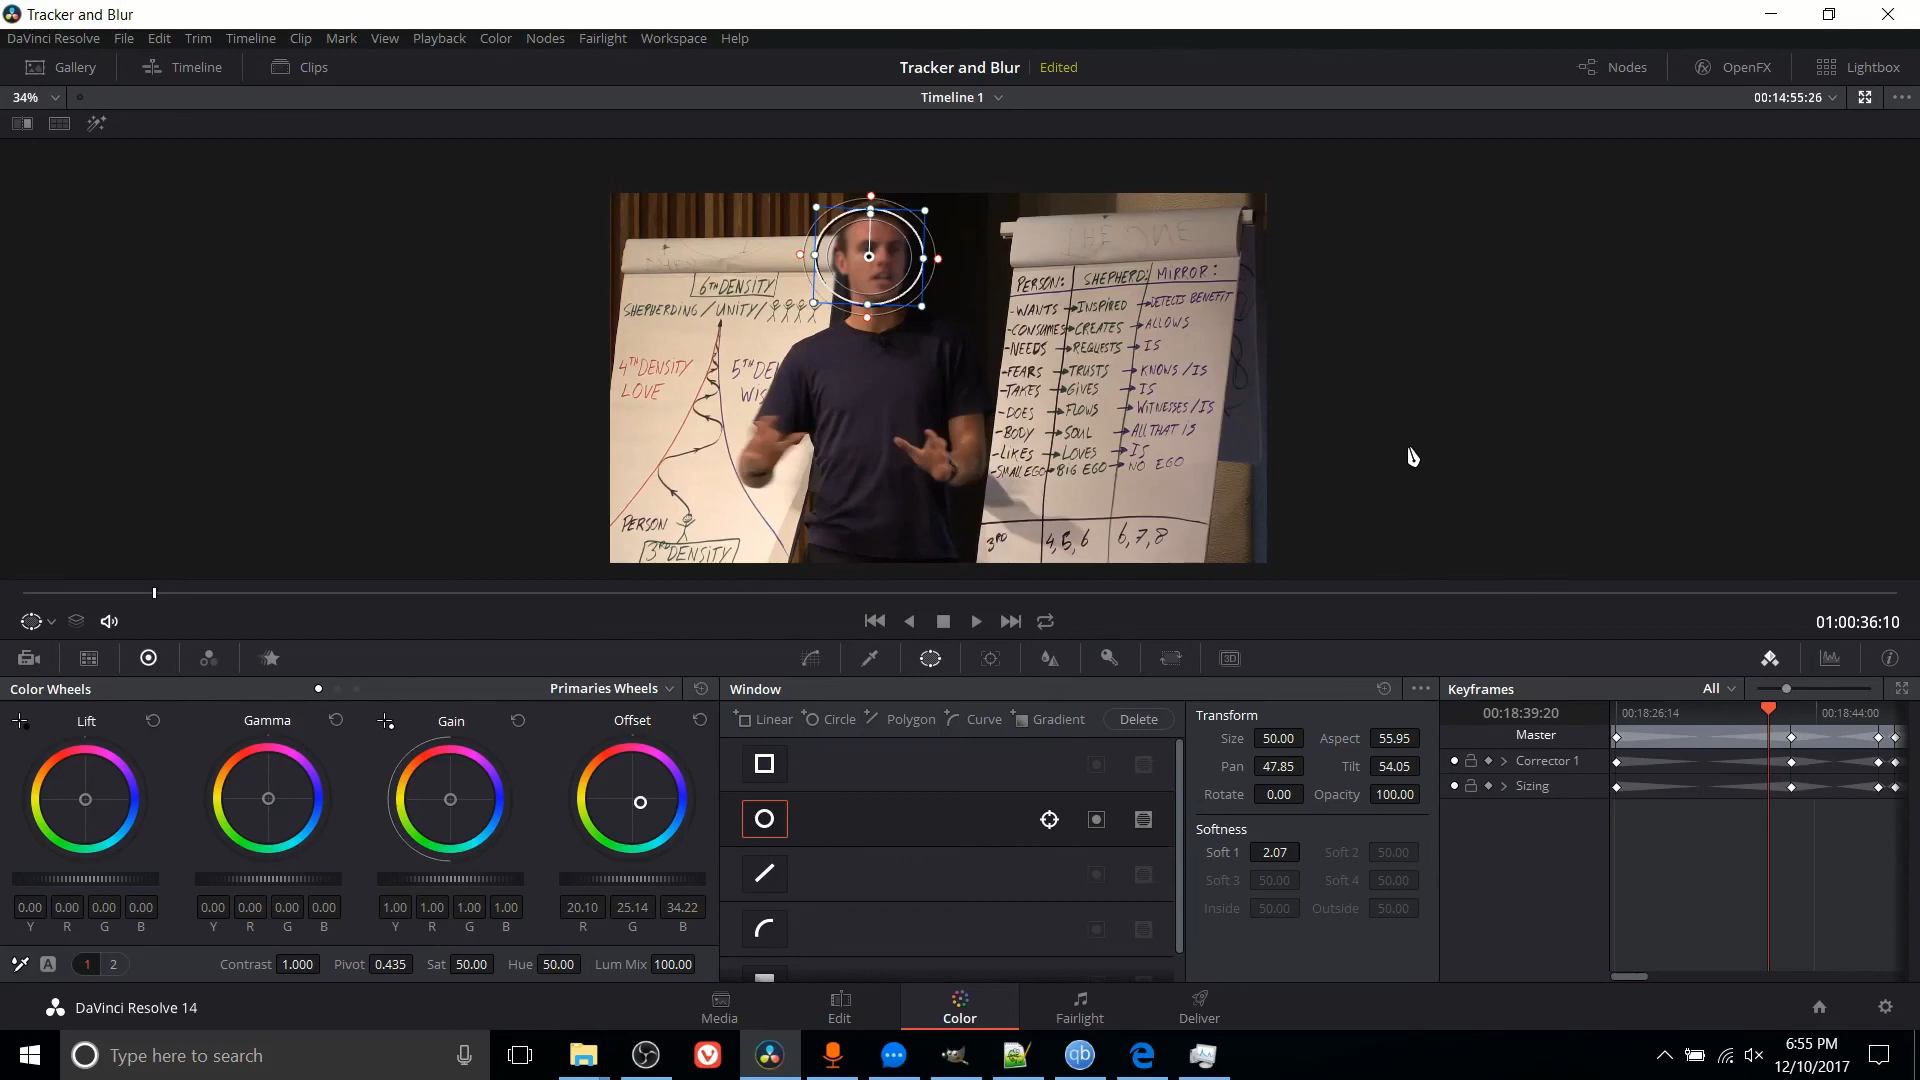 Tracker and Blur
DaVinci Resolve File Edit Trim Timeline Clip Mark View Playback Color Nodes Fairlight Workspace Help
Gallery Timeline Clips Tracker and Blur Edited Nodes OpenFX Lightbox
34% Timeline 1 00:14:55:26
6TH DENSITY
SHEPHERDING/UNITY/
4TH DENSITY
LOVE
5TH DEN
WIS
PERSON
3RD DENSITY
THE ONE
PERSON: SHEPHERD: MIRROR:
-WANTS →INSPIRED →DETECTS BENEFIT
-CONSUMES→CREATES →ALLOWS
-NEEDS →REQUESTS →IS
-FEARS →TRUSTS →KNOWS/IS
-TAKES →GIVES →IS
-DOES →FLOWS →WITNESSES/IS
-BODY →SOUL →ALL THAT IS
-LIKES →LOVES →IS
-SMALL EGO→BIG EGO→NO EGO
3RD 4,5,6 6,7,8
01:00:36:10
Color Wheels Primaries Wheels
Lift Gamma Gain Offset
0.00 0.00 0.00 0.00 0.00 0.00 0.00 0.00 1.00 1.00 1.00 1.00 20.10 25.14 34.22
Y R G B Y R G B Y R G B R G B
A 1 2 Contrast 1.000 Pivot 0.435 Sat 50.00 Hue 50.00 Lum Mix 100.00
Window
Linear Circle Polygon Curve Gradient Delete
Transform
Size 50.00 Aspect 55.95
Pan 47.85 Tilt 54.05
Rotate 0.00 Opacity 100.00
Softness
Soft 1 2.07 Soft 2 50.00
Soft 3 50.00 Soft 4 50.00
Inside 50.00 Outside 50.00
Keyframes All
00:18:39:20 00:18:26:14 00:18:44:00
Master
Corrector 1
Sizing
3D
DaVinci Resolve 14 Media Edit Color Fairlight Deliver
Type here to search
qb
6:55 PM
12/10/2017